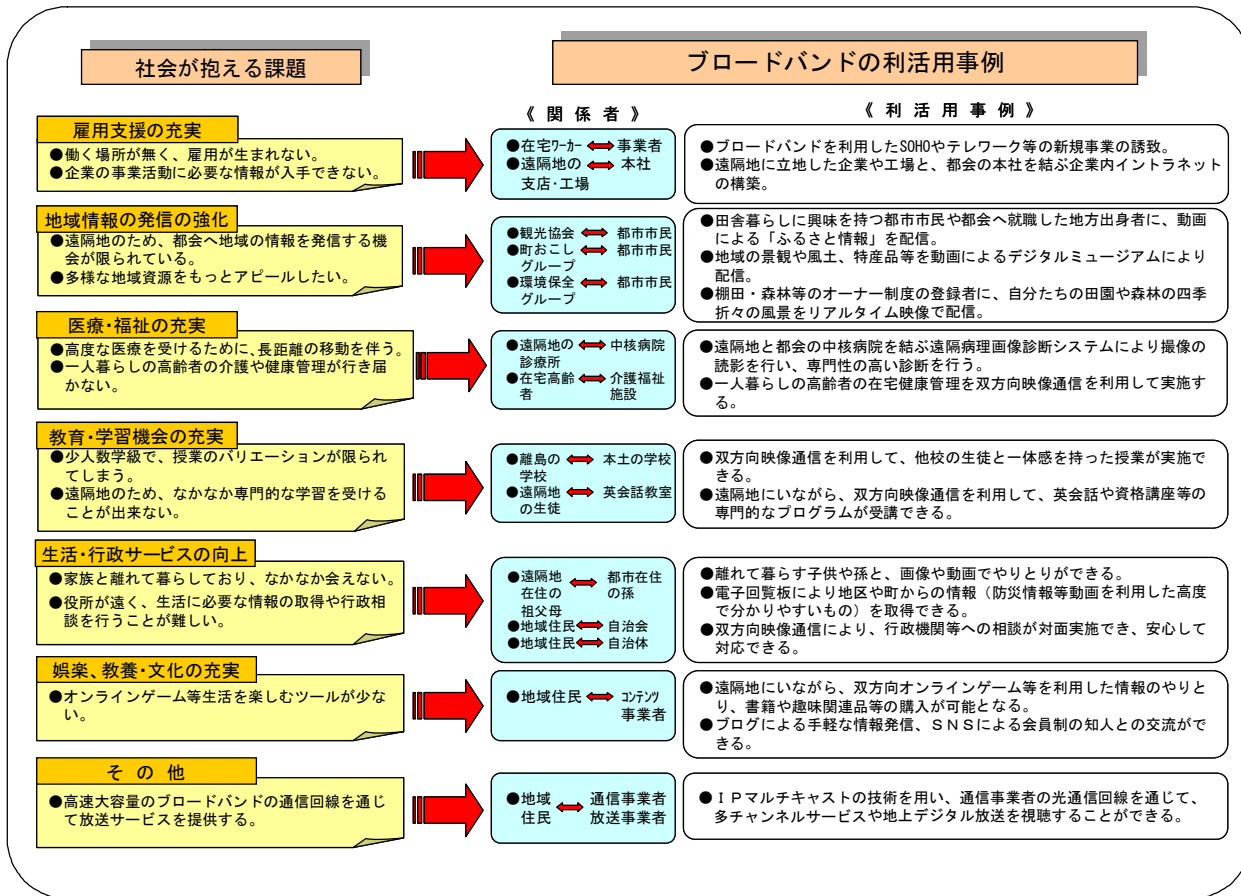 社会が抱える課題
ブロードバンドの利活用事例
《 関 係 者 》
《 利 活 用 事 例 》
雇用支援の充実
●働く場所が無く、雇用が生まれない。
●企業の事業活動に必要な情報が入手できない。
●在宅ﾜｰｶｰ 事業者
●遠隔地の 本社
支店・工場
●ブロードバンドを利用したSOHOやテレワーク等の新規事業の誘致。
●遠隔地に立地した企業や工場と、都会の本社を結ぶ企業内イントラネット
の構築。
地域情報の発信の強化
●遠隔地のため、都会へ地域の情報を発信する機
会が限られている。
●多様な地域資源をもっとアピールしたい。
●観光協会 都市市民
●町おこし 都市市民
グループ
●環境保全 都市市民
グループ
●田舎暮らしに興味を持つ都市市民や都会へ就職した地方出身者に、動画
による「ふるさと情報」を配信。
●地域の景観や風土、特産品等を動画によるデジタルミュージアムにより
配信。
●棚田・森林等のオーナー制度の登録者に、自分たちの田園や森林の四季
折々の風景をリアルタイム映像で配信。
医療・福祉の充実
●高度な医療を受けるために、長距離の移動を伴う。
●一人暮らしの高齢者の介護や健康管理が行き届
かない。
●遠隔地の 中核病院
診療所
●在宅高齢 介護福祉
者 施設
●遠隔地と都会の中核病院を結ぶ遠隔病理画像診断システムにより撮像の
読影を行い、専門性の高い診断を行う。
●一人暮らしの高齢者の在宅健康管理を双方向映像通信を利用して実施す
る。
教育・学習機会の充実
●少人数学級で、授業のバリエーションが限られ
てしまう。
●遠隔地のため、なかなか専門的な学習を受ける
ことが出来ない。
●離島の 本土の学校
学校
●遠隔地 英会話教室
の生徒
●双方向映像通信を利用して、他校の生徒と一体感を持った授業が実施で
きる。
●遠隔地にいながら、双方向映像通信を利用して、英会話や資格講座等の
専門的なプログラムが受講できる。
生活・行政サービスの向上
●家族と離れて暮らしており、なかなか会えない。
●役所が遠く、生活に必要な情報の取得や行政相
談を行うことが難しい。
●遠隔地 都市在住
在住の の孫
祖父母
●地域住民 自治会
●地域住民 自治体
●離れて暮らす子供や孫と、画像や動画でやりとりができる。
●電子回覧板により地区や町からの情報（防災情報等動画を利用した高度
で分かりやすいもの）を取得できる。
●双方向映像通信により、行政機関等への相談が対面実施でき、安心して
対応できる。
娯楽、教養・文化の充実
●オンラインゲーム等生活を楽しむツールが少な
い。
●地域住民 ｺﾝﾃﾝﾂ
事業者
●遠隔地にいながら、双方向オンラインゲーム等を利用した情報のやりと
り、書籍や趣味関連品等の購入が可能となる。
●ブログによる手軽な情報発信、ＳＮＳによる会員制の知人との交流がで
きる。
そ の 他
●高速大容量のブロードバンドの通信回線を通じ
て放送サービスを提供する。
●地域 通信事業者
住民 放送事業者
●ＩＰマルチキャストの技術を用い、通信事業者の光通信回線を通じて、
多チャンネルサービスや地上デジタル放送を視聴することができる。